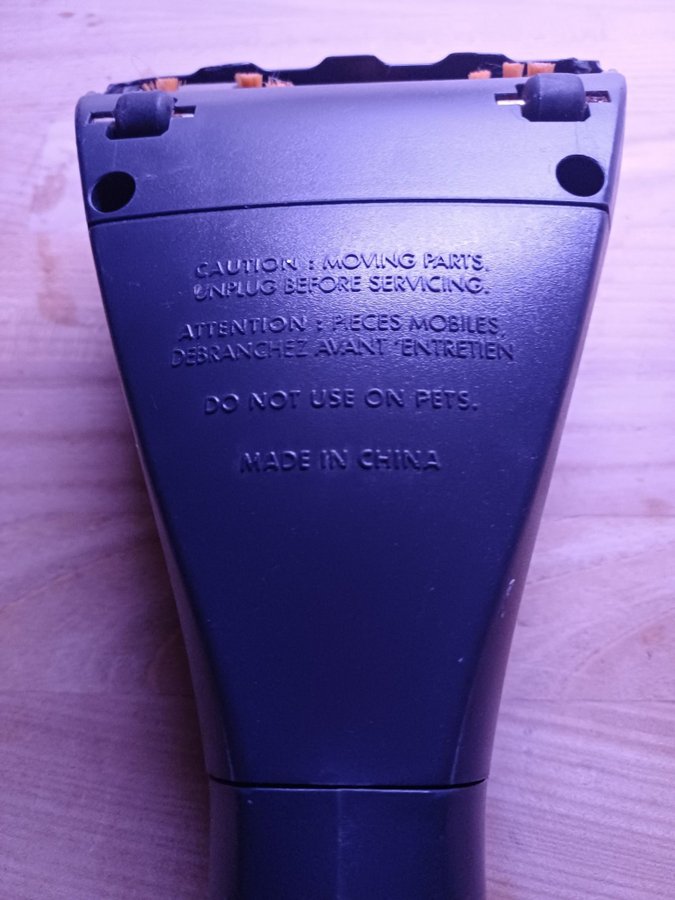 CAUTION : MOVING PARTS.
UNPLUG BEFORE SERVICING.
ATTENTION : PIECES MOBILES,
DEBRANCHEZ AVANT 'ENTRETIEN
DO NOT USE ON PETS.
MADE IN CHINA